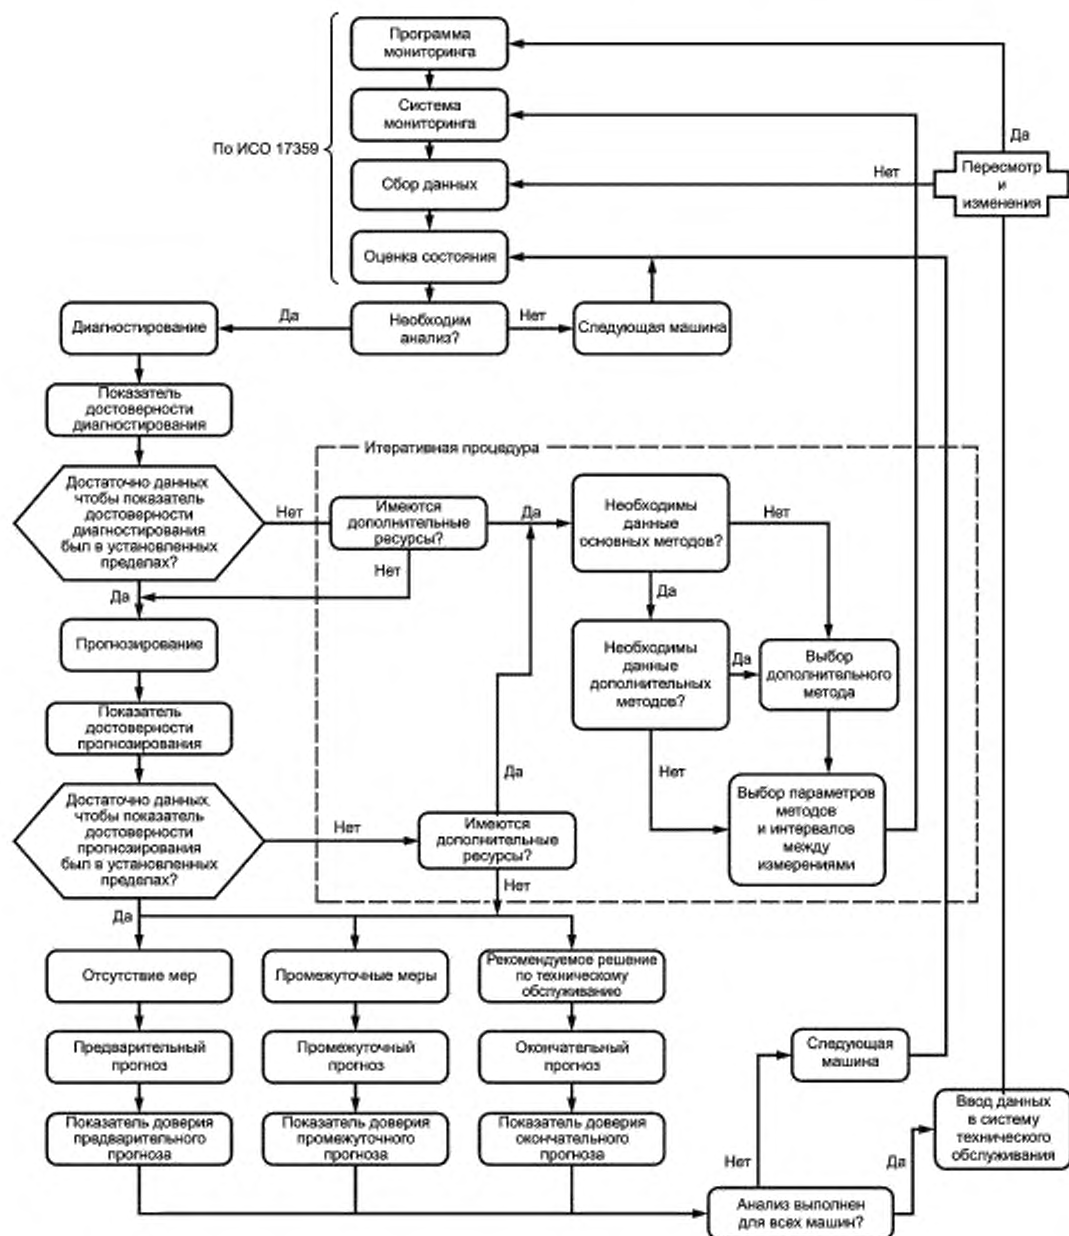 Программа
мониторинга
Система
мониторинга
Да
По ИСО 17359
Сбор данных
Нет
Пересмотр
и
изменения
Оценка состояния
Необходим
анализ?
Да
Нет
Диагностирование
Следующая машина
Показатель
достоверности
диагностирования
Итеративная процедура
Достаточно данных
чтобы показатель
достоверности
диагностирования
был в установленных
пределах?
Нет
Имеются
дополнительные
ресурсы?
Да
Необходимы
данные
основных методов?
Нет
Нет
Да
Да
Прогнозирование
Необходимы
данные
дополнительных
методов?
Да
Выбор
дополнительного
метода
Показатель
достоверности
прогнозирования
Да
Нет
Выбор параметров
методов
и интервалов
между
измерениями
Достаточно данных,
чтобы показатель
достоверности
прогнозирования
был в установленных
пределах?
Нет
Имеются
дополнительные
ресурсы?
Нет
Да
Отсутствие мер
Промежуточные меры
Рекомендуемое решение
по техническому
обслуживанию
Предварительный
прогноз
Промежуточный
прогноз
Окончательный
прогноз
Следующая
машина
Показатель доверия
предварительного
прогноза
Показатель доверия
промежуточного
прогноза
Показатель доверия
окончательного
прогноза
Ввод данных
в систему
технического
обслуживания
Нет
Да
Анализ выполнен
для всех машин?